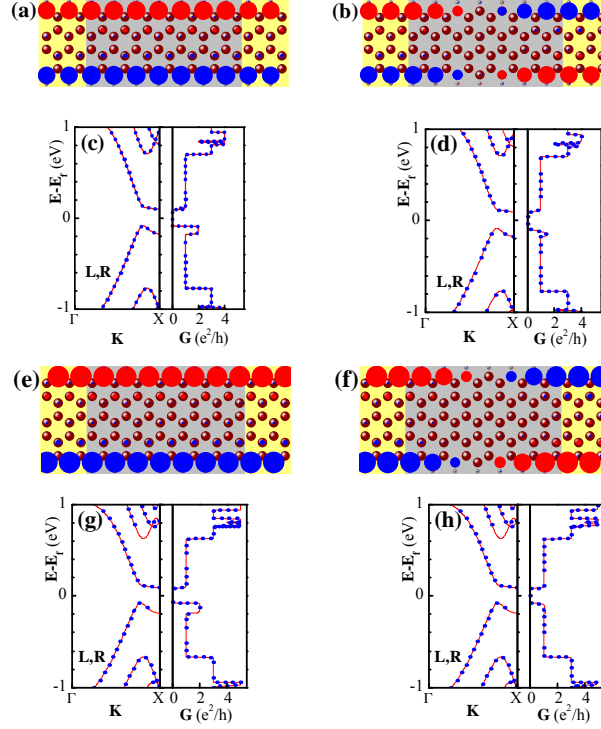 (a)
(b)
(c)
1
0
-1
E-E_f (eV)
L,R
Γ
K
X
0 2 4
G (e²/h)
(d)
1
0
-1
E-E_f (eV)
L,R
Γ
K
X
0 2 4
G (e²/h)
(e)
(f)
(g)
1
0
-1
E-E_f (eV)
L,R
Γ
K
X
0 2 4
G (e²/h)
(h)
1
0
-1
E-E_f (eV)
L,R
Γ
K
X
0 2 4
G (e²/h)